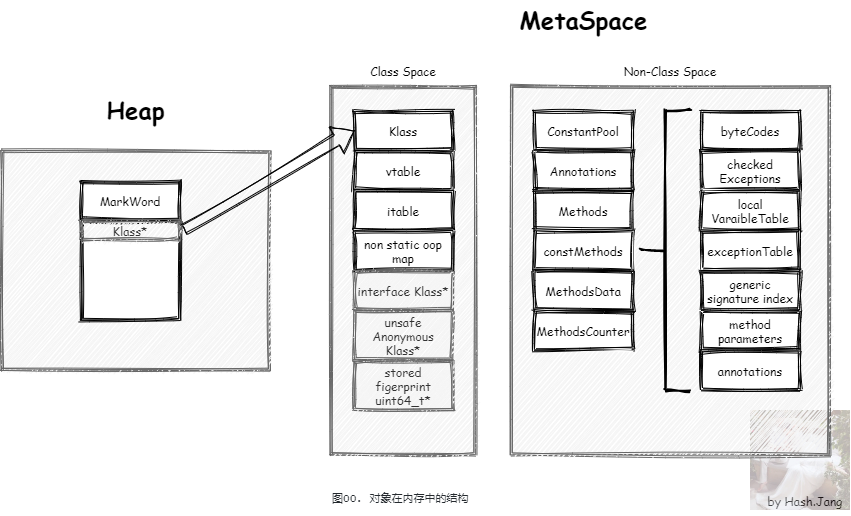 MetaSpace
Class Space
Non-Class Space
Heap
MarkWord
Klass*
Klass
vtable
itable
non static oop
map
interface Klass*
unsafe
Anonymous
Klass*
stored
figerprint
uint64_t*
ConstantPool
Annotations
Methods
constMethods
MethodsData
MethodsCounter
byteCodes
checked
Exceptions
local
VaraibleTable
exceptionTable
generic
signature index
method
parameters
annotations
图00. 对象在内存中的结构
by Hash.Jang